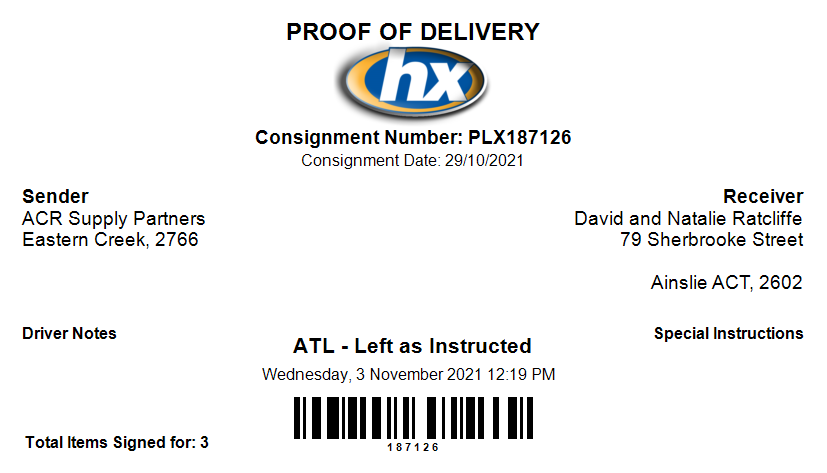 PROOF OF DELIVERY
hx
Consignment Number: PLX187126
Consignment Date: 29/10/2021
Sender
ACR Supply Partners
Eastern Creek, 2766
Receiver
David and Natalie Ratcliffe
79 Sherbrooke Street
Ainslie ACT, 2602
Driver Notes
ATL - Left as Instructed
Wednesday, 3 November 2021 12:19 PM
Special Instructions
187126
Total Items Signed for: 3